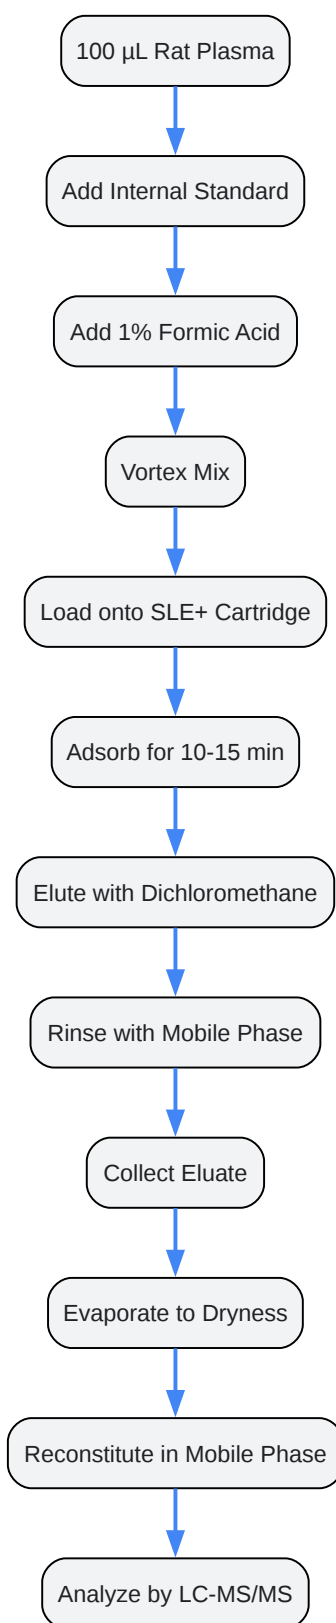 100 µL Rat Plasma
Add Internal Standard
Add 1% Formic Acid
Vortex Mix
Load onto SLE+ Cartridge
Adsorb for 10-15 min
Elute with Dichloromethane
Rinse with Mobile Phase
Collect Eluate
Evaporate to Dryness
Reconstitute in Mobile Phase
Analyze by LC-MS/MS